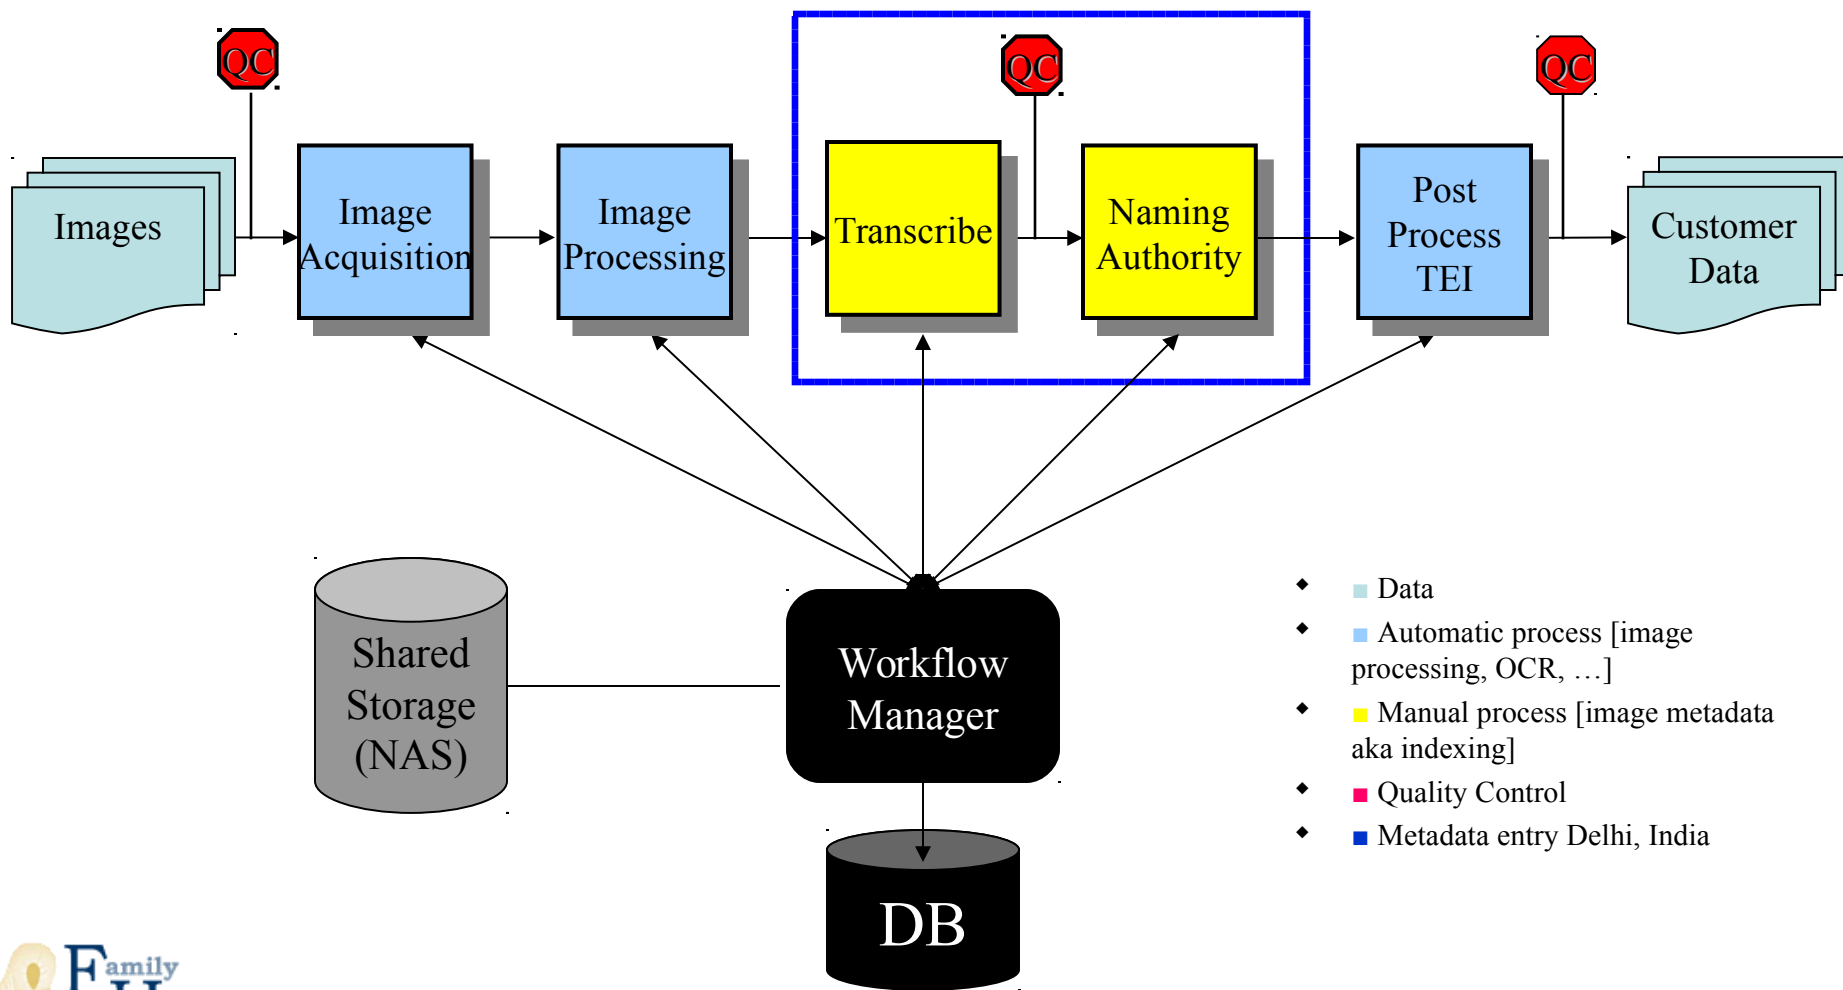 QC
QC
QC
Images
Image
Acquisition
Image
Processing
Transcribe
Naming
Authority
Post
Process
TEI
Customer
Data
Shared
Storage
(NAS)
Workflow
Manager
DB
Data
Automatic process [image
processing, OCR, …]
Manual process [image metadata
aka indexing]
Quality Control
Metadata entry Delhi, India
Family